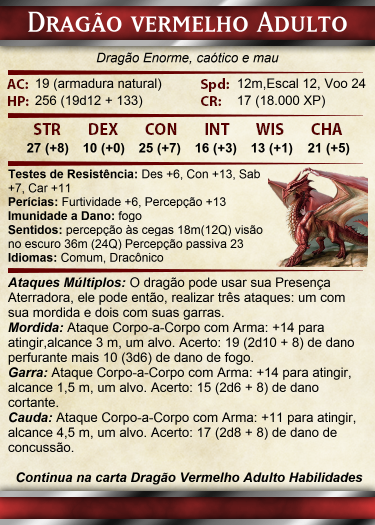 Dragão vermelho Adulto
Dragão Enorme, caótico e mau
AC: 19 (armadura natural) Spd: 12m,Escal 12, Voo 24
HP: 256 (19d12 + 133) CR: 17 (18.000 XP)
STR DEX CON INT WIS CHA
27 (+8) 10 (+0) 25 (+7) 16 (+3) 13 (+1) 21 (+5)
Testes de Resistência: Des +6, Con +13, Sab
+7, Car +11
Perícias: Furtividade +6, Percepção +13
Imunidade a Dano: fogo
Sentidos: percepção às cegas 18m(12Q) visão
no escuro 36m (24Q) Percepção passiva 23
Idiomas: Comum, Dracônico
Ataques Múltiplos: O dragão pode usar sua Presença
Aterradora, ele pode então, realizar três ataques: um com
sua mordida e dois com suas garras.
Mordida: Ataque Corpo-a-Corpo com Arma: +14 para
atingir,alcance 3 m, um alvo. Acerto: 19 (2d10 + 8) de dano
perfurante mais 10 (3d6) de dano de fogo.
Garra: Ataque Corpo-a-Corpo com Arma: +14 para atingir,
alcance 1,5 m, um alvo. Acerto: 15 (2d6 + 8) de dano
cortante.
Cauda: Ataque Corpo-a-Corpo com Arma: +11 para atingir,
alcance 4,5 m, um alvo. Acerto: 17 (2d8 + 8) de dano de
concussão.
Continua na carta Dragão Vermelho Adulto Habilidades